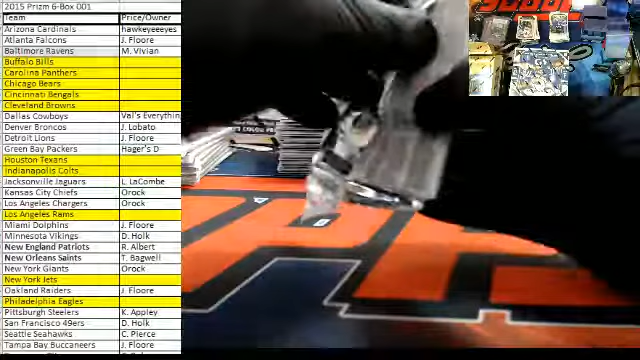 2015 Prizm 6-Box 001
Team Price/Owner
Arizona Cardinals hawkeyeeyes
Atlanta Falcons J. Floore
Baltimore Ravens M. Vivian
Buffalo Bills
Carolina Panthers
Chicago Bears
Cincinnati Bengals
Cleveland Browns
Dallas Cowboys Val's Everythin
Denver Broncos J. Lobato
Detroit Lions J. Floore
Green Bay Packers Hager's D
Houston Texans
Indianapolis Colts
Jacksonville Jaguars L. LaCombe
Kansas City Chiefs Orock
Los Angeles Chargers Orock
Los Angeles Rams
Miami Dolphins J. Floore
Minnesota Vikings D. Holk
New England Patriots R. Albert
New Orleans Saints T. Bagwell
New York Giants Orock
New York Jets
Oakland Raiders J. Floore
Philadelphia Eagles
Pittsburgh Steelers K. Appley
San Francisco 49ers D. Holk
Seattle Seahawks C. Pierce
Tampa Bay Buccaneers J. Floore